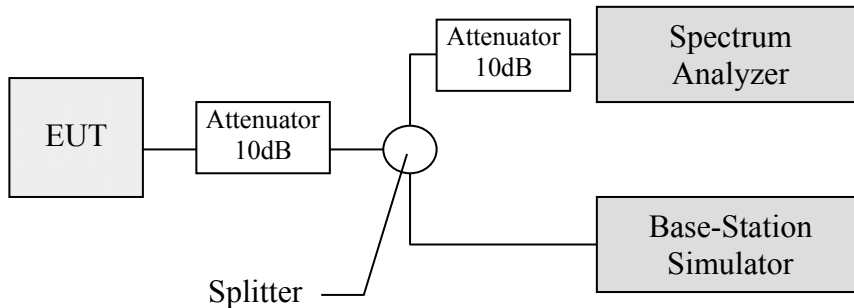 Attenuator
10dB
Spectrum
Analyzer
EUT
Attenuator
10dB
Base-Station
Simulator
Splitter